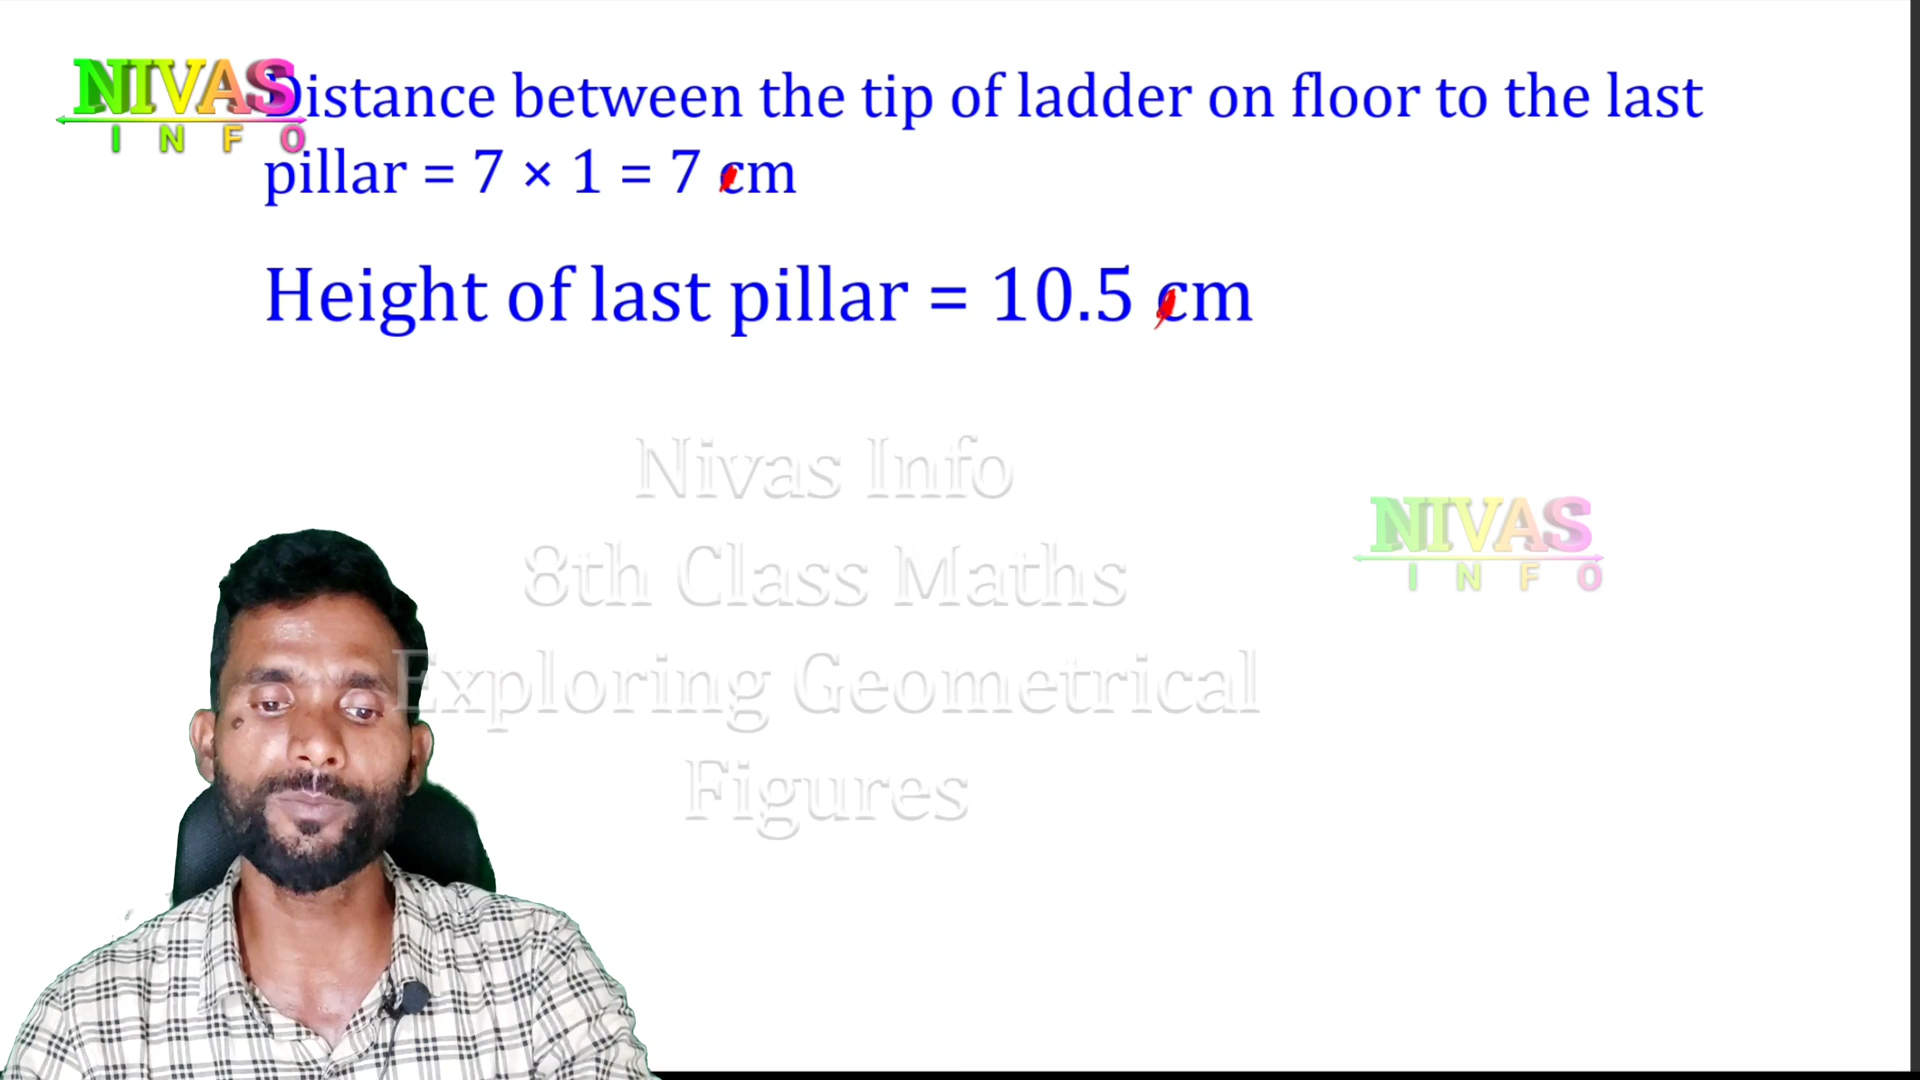 NIVAS
INFO
Distance between the tip of ladder on floor to the last
pillar = 7 × 1 = 7 cm
Height of last pillar = 10.5 cm
Nivas Info
8th Class Maths
Exploring Geometrical
Figures
NIVAS
INFO